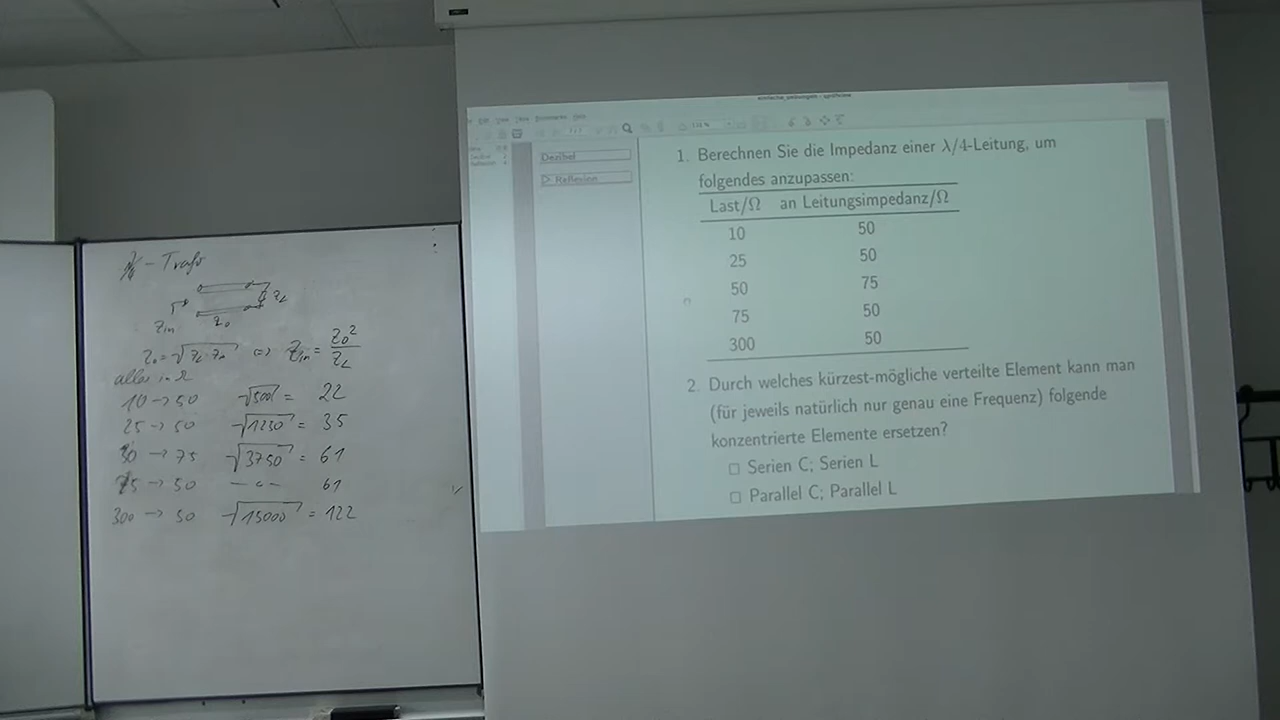 λ/4 - Trafo
Z_L
Z_in
Z_0
Z_0 = √(Z_L · Z_in) ⇔ Z_in = Z_0² / Z_L
alles in Ω
10 → 50 √500 = 22
25 → 50 √1250 = 35
50 → 75 √3750 = 61
75 → 50 — " — 61
300 → 50 √15000 = 122
Dezibel
▷ Reflexion
1. Berechnen Sie die Impedanz einer λ/4-Leitung, um
folgendes anzupassen:
Last/Ω an Leitungsimpedanz/Ω
10 50
25 50
50 75
75 50
300 50
2. Durch welches kürzest-mögliche verteilte Element kann man
(für jeweils natürlich nur genau eine Frequenz) folgende
konzentrierte Elemente ersetzen?
□ Serien C; Serien L
□ Parallel C; Parallel L